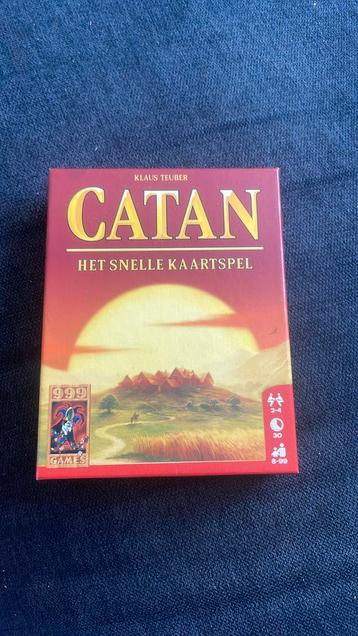 KLAUS TEUBER
CATAN
HET SNELLE KAARTSPEL
999
GAMES
2-4
30
8-99